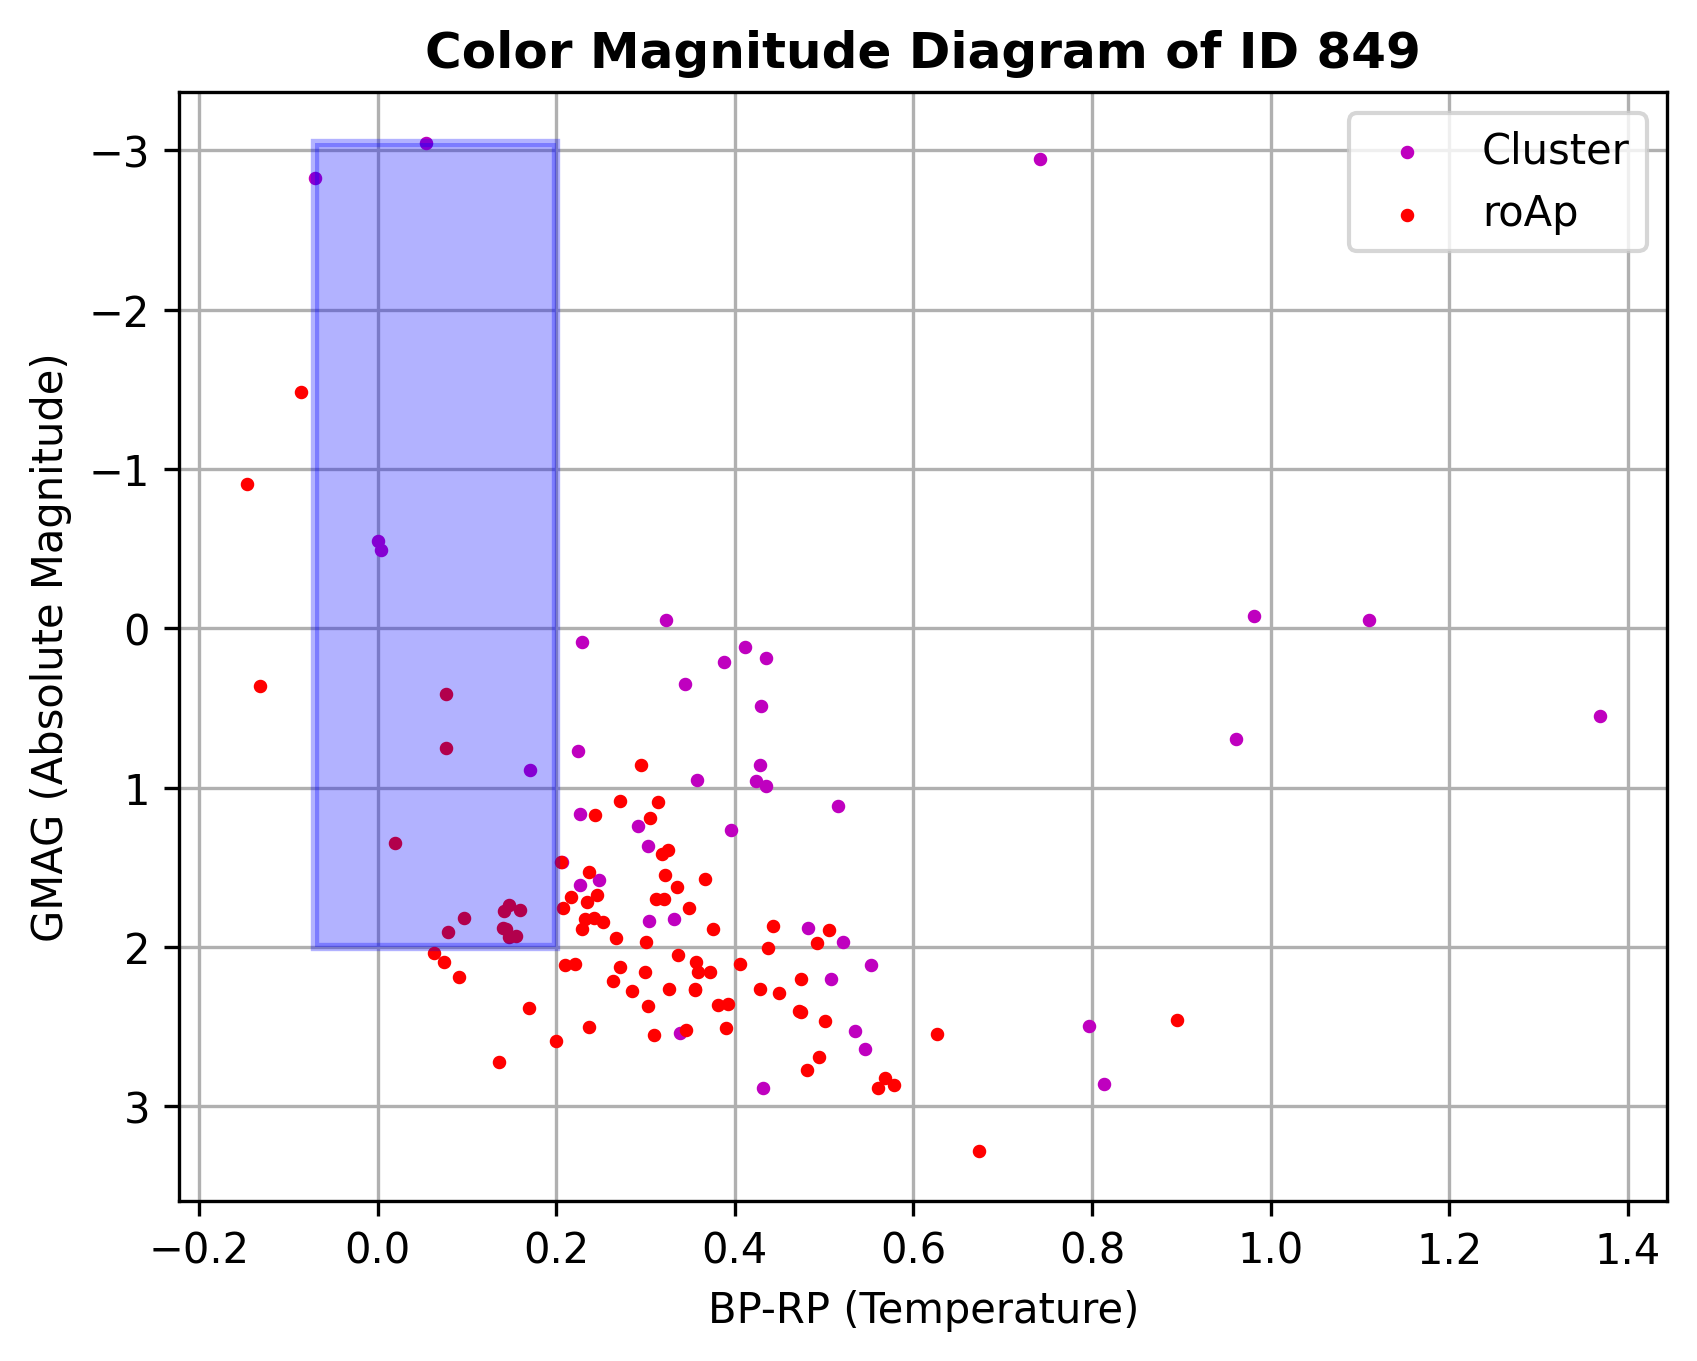 Color Magnitude Diagram of ID 849
Cluster
roAp
GMAG (Absolute Magnitude)
−3
−2
−1
0
1
2
3
−0.2 0.0 0.2 0.4 0.6 0.8 1.0 1.2 1.4
BP-RP (Temperature)